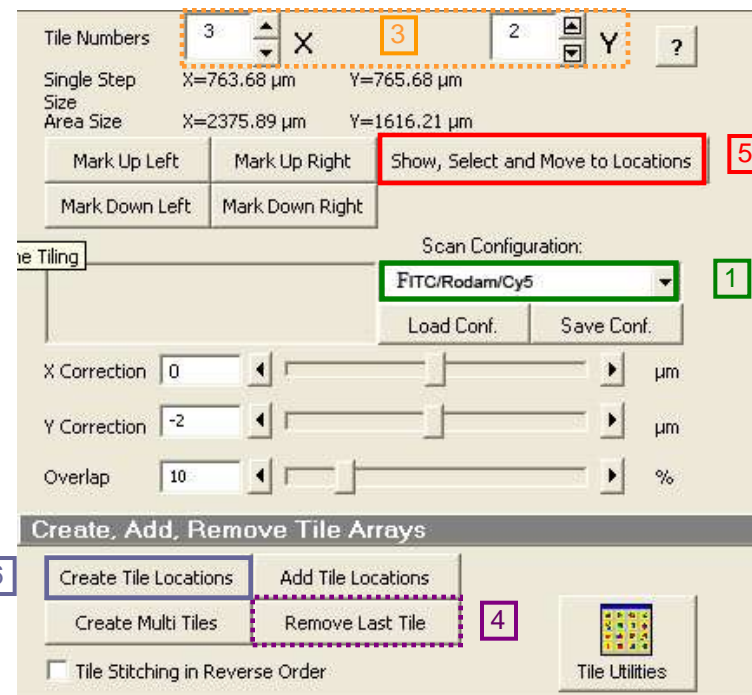 Tile Numbers 3 X 3 2 Y ?
Single Step Size X=763.68 µm Y=765.68 µm
Area Size X=2375.89 µm Y=1616.21 µm
Mark Up Left Mark Up Right Show, Select and Move to Locations 5
Mark Down Left Mark Down Right
ne Tiling Scan Configuration:
FITC/Rodam/Cy5 1
Load Conf. Save Conf.
X Correction 0 µm
Y Correction -2 µm
Overlap 10 %
Create, Add, Remove Tile Arrays
6 Create Tile Locations Add Tile Locations
Create Multi Tiles Remove Last Tile 4
Tile Stitching in Reverse Order Tile Utilities